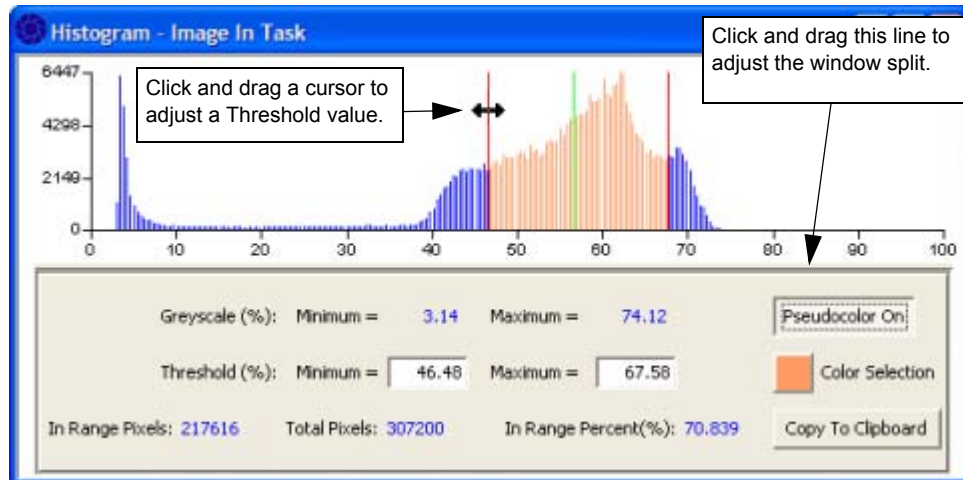 Histogram - Image In Task
Click and drag this line to
adjust the window split.
Click and drag a cursor to
adjust a Threshold value.
6447
4298
2149
0
0 10 20 30 40 50 60 70 80 90 100
Greyscale (%): Minimum = 3.14 Maximum = 74.12 Pseudocolor On
Threshold (%): Minimum = 46.48 Maximum = 67.58 Color Selection
In Range Pixels: 217616 Total Pixels: 307200 In Range Percent(%): 70.839 Copy To Clipboard